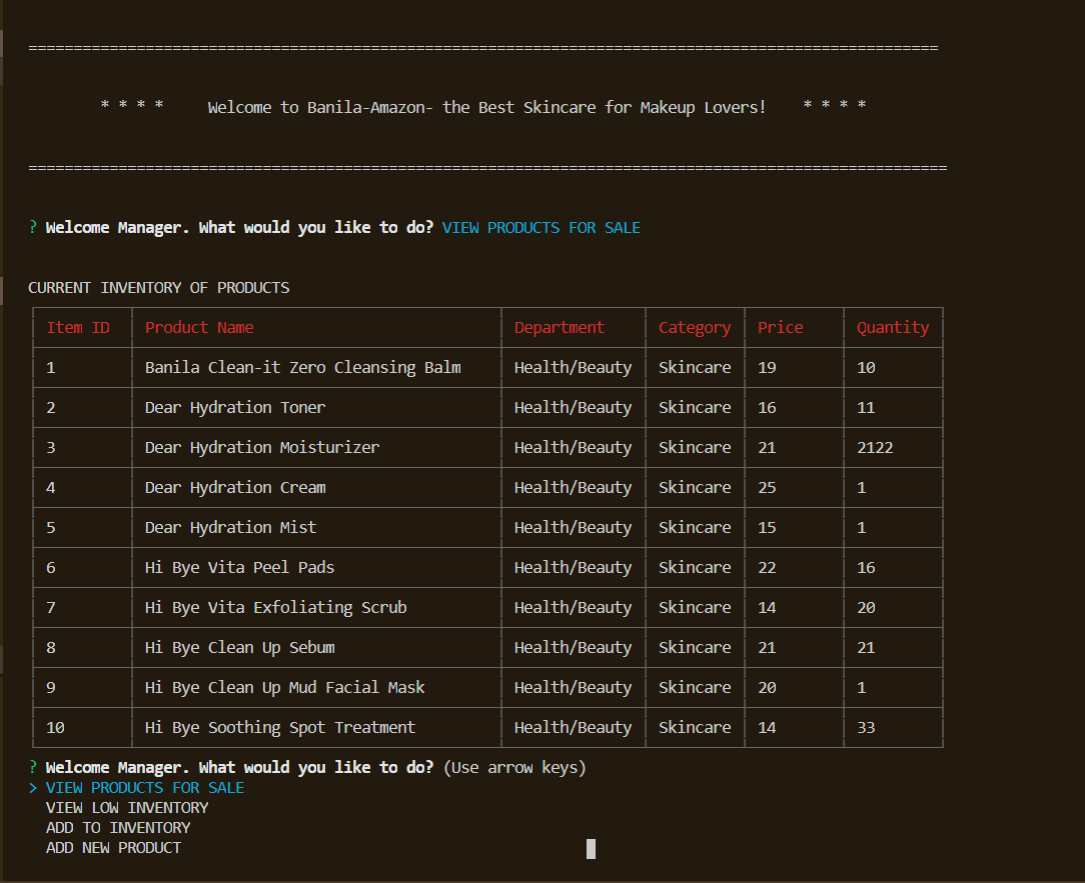 ================================================================================
* * * * Welcome to Banila-Amazon- the Best Skincare for Makeup Lovers! * * * *
================================================================================
? Welcome Manager. What would you like to do? VIEW PRODUCTS FOR SALE
CURRENT INVENTORY OF PRODUCTS
Item ID Product Name Department Category Price Quantity
1 Banila Clean-it Zero Cleansing Balm Health/Beauty Skincare 19 10
2 Dear Hydration Toner Health/Beauty Skincare 16 11
3 Dear Hydration Moisturizer Health/Beauty Skincare 21 2122
4 Dear Hydration Cream Health/Beauty Skincare 25 1
5 Dear Hydration Mist Health/Beauty Skincare 15 1
6 Hi Bye Vita Peel Pads Health/Beauty Skincare 22 16
7 Hi Bye Vita Exfoliating Scrub Health/Beauty Skincare 14 20
8 Hi Bye Clean Up Sebum Health/Beauty Skincare 21 21
9 Hi Bye Clean Up Mud Facial Mask Health/Beauty Skincare 20 1
10 Hi Bye Soothing Spot Treatment Health/Beauty Skincare 14 33
? Welcome Manager. What would you like to do? (Use arrow keys)
> VIEW PRODUCTS FOR SALE
VIEW LOW INVENTORY
ADD TO INVENTORY
ADD NEW PRODUCT